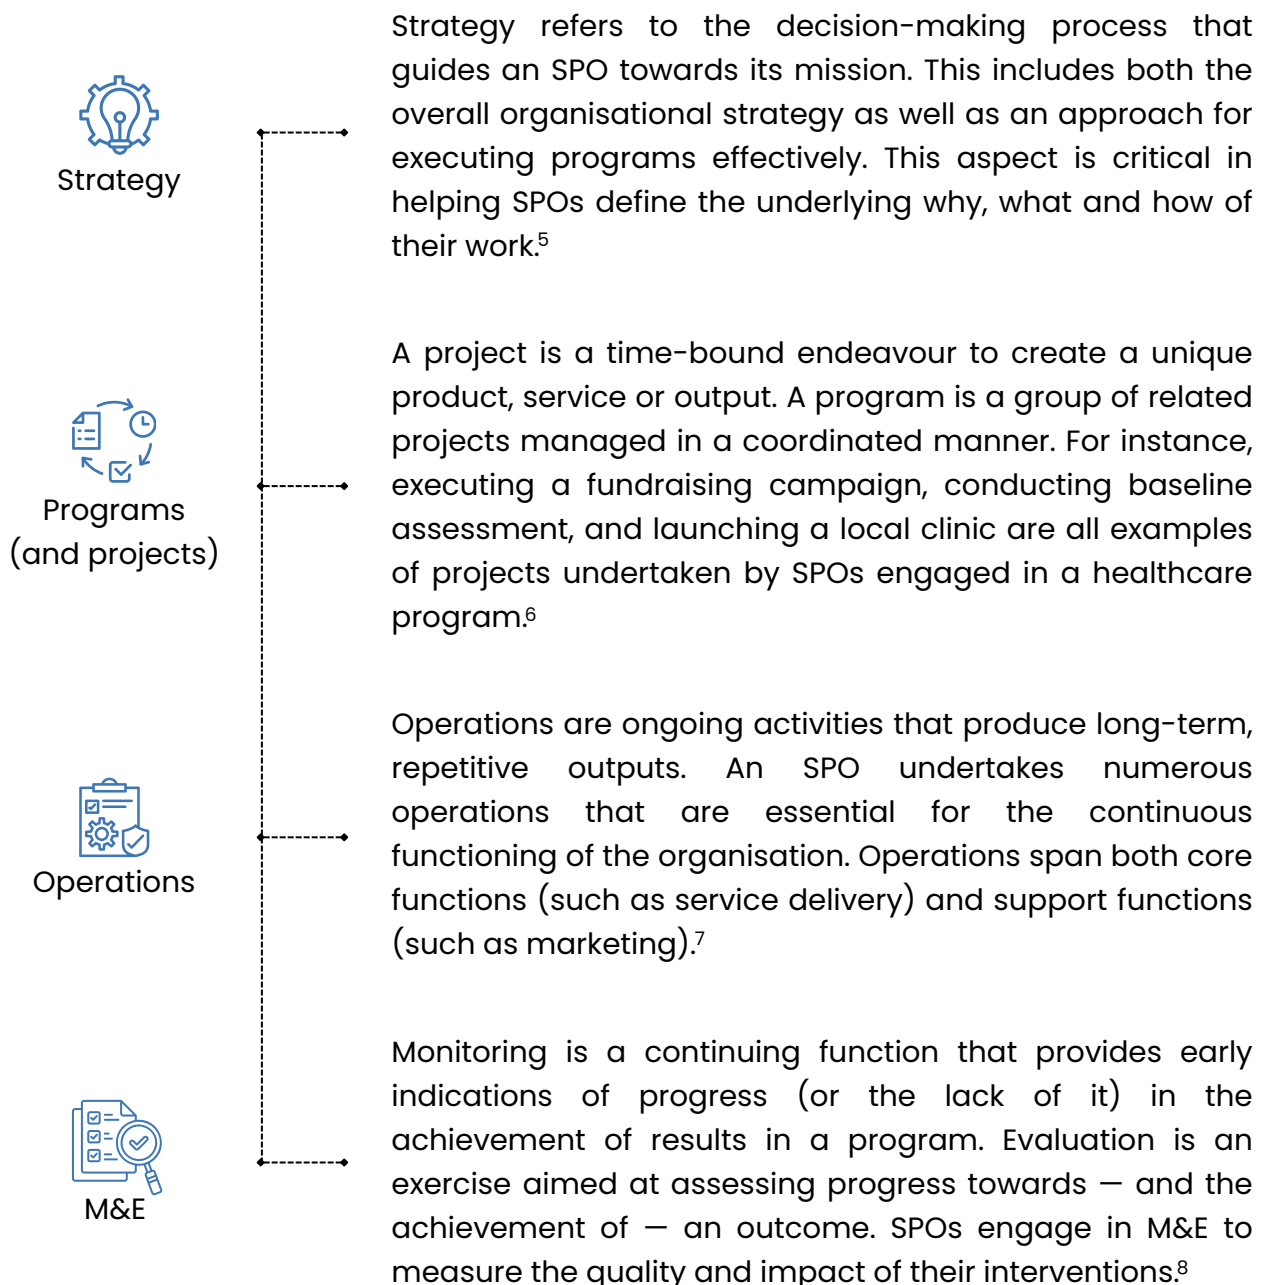 Strategy refers to the decision-making process that
guides an SPO towards its mission. This includes both the
overall organisational strategy as well as an approach for
executing programs effectively. This aspect is critical in
helping SPOs define the underlying why, what and how of
their work.⁵
Strategy
A project is a time-bound endeavour to create a unique
product, service or output. A program is a group of related
projects managed in a coordinated manner. For instance,
executing a fundraising campaign, conducting baseline
assessment, and launching a local clinic are all examples
of projects undertaken by SPOs engaged in a healthcare
program.⁶
Programs
(and projects)
Operations are ongoing activities that produce long-term,
repetitive outputs. An SPO undertakes numerous
operations that are essential for the continuous
functioning of the organisation. Operations span both core
functions (such as service delivery) and support functions
(such as marketing).⁷
Operations
Monitoring is a continuing function that provides early
indications of progress (or the lack of it) in the
achievement of results in a program. Evaluation is an
exercise aimed at assessing progress towards — and the
achievement of — an outcome. SPOs engage in M&E to
measure the quality and impact of their interventions.⁸
M&E